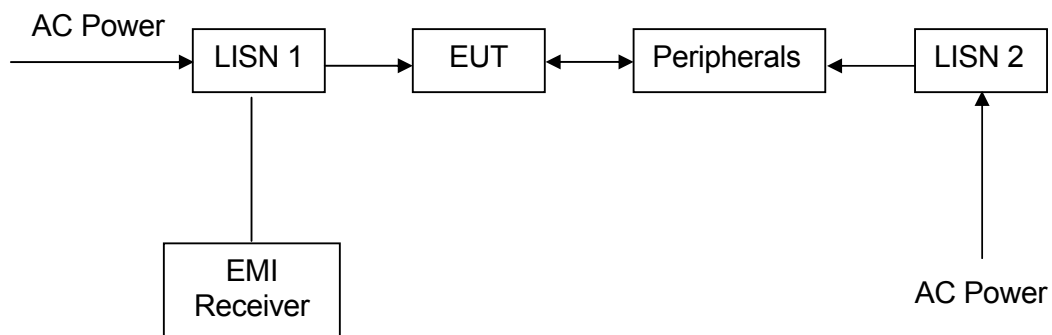 AC Power
LISN 1
EUT
Peripherals
LISN 2
EMI
Receiver
AC Power